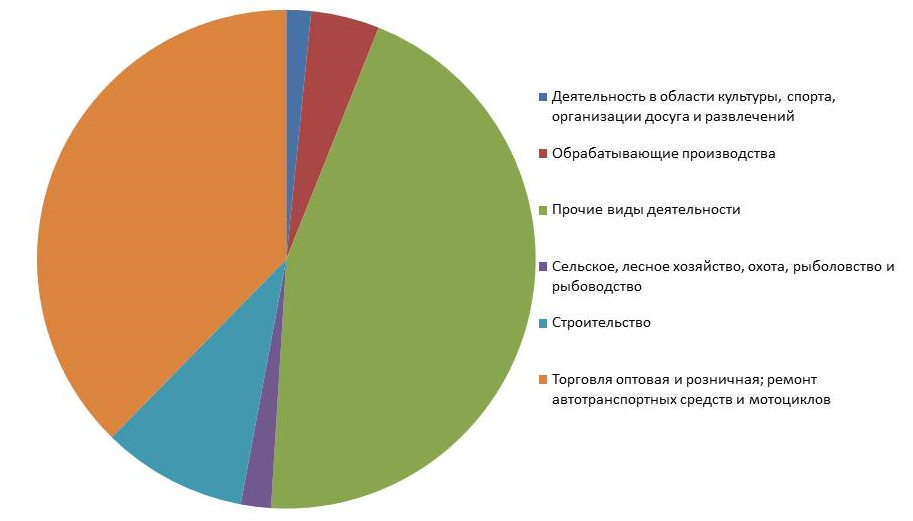 Деятельность в области культуры, спорта,
организации досуга и развлечений
Обрабатывающие производства
Прочие виды деятельности
Сельское, лесное хозяйство, охота, рыболовство и
рыбоводство
Строительство
Торговля оптовая и розничная; ремонт
автотранспортных средств и мотоциклов